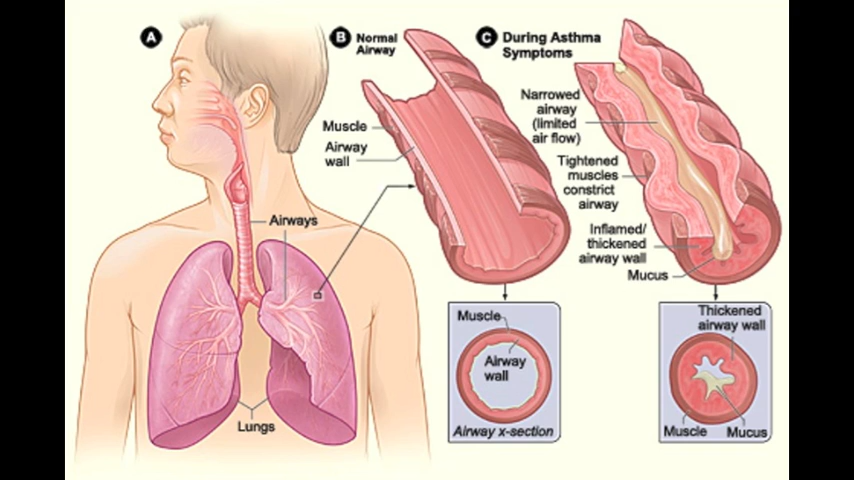 A
B Normal
Airway
C During Asthma
Symptoms
Muscle
Airway
wall
Airways
Lungs
Narrowed
airway
(limited
air flow)
Tightened
muscles
constrict
airway
Inflamed/
thickened
airway wall
Mucus
Muscle
Airway
wall
Airway x-section
Thickened
airway wall
Muscle
Mucus